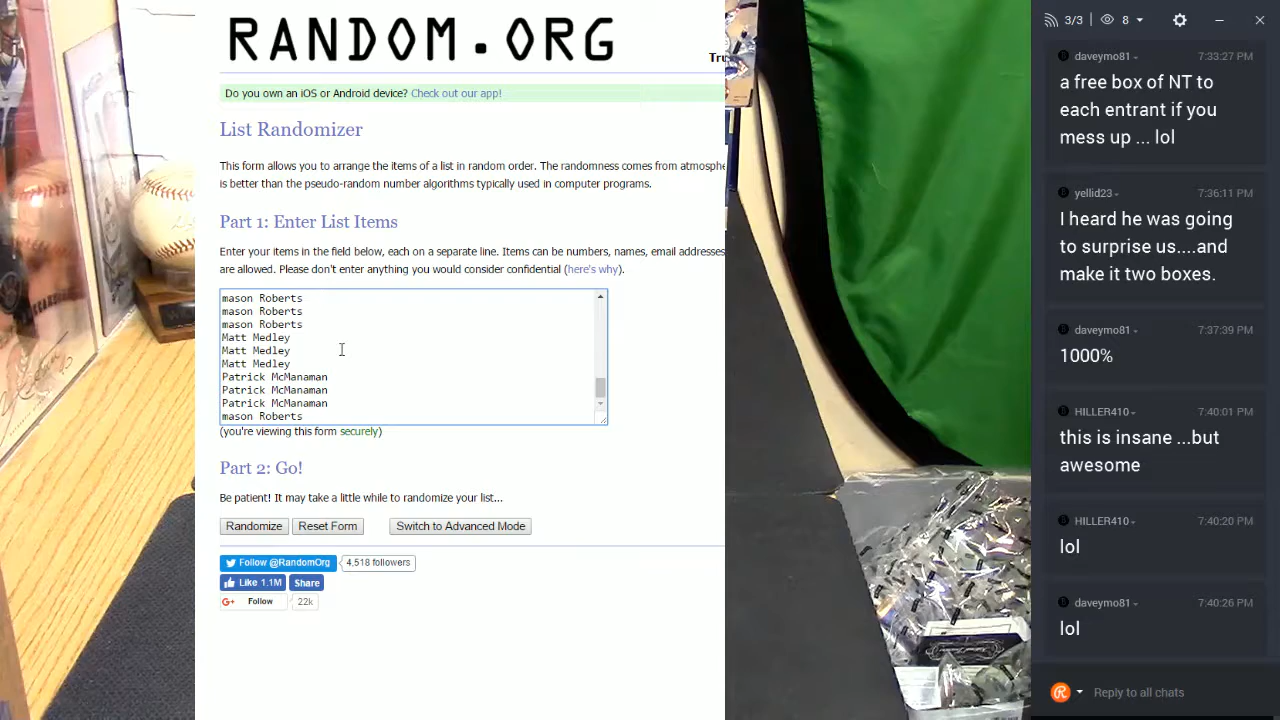 RANDOM.ORG
Tru
Do you own an iOS or Android device? Check out our app!
List Randomizer
This form allows you to arrange the items of a list in random order. The randomness comes from atmosphe
is better than the pseudo-random number algorithms typically used in computer programs.
Part 1: Enter List Items
Enter your items in the field below, each on a separate line. Items can be numbers, names, email addresses
are allowed. Please don't enter anything you would consider confidential (here's why).
mason Roberts
mason Roberts
mason Roberts
Matt Medley
Matt Medley
Matt Medley
Patrick McManaman
Patrick McManaman
Patrick McManaman
mason Roberts
(you're viewing this form securely)
Part 2: Go!
Be patient! It may take a little while to randomize your list...
Randomize Reset Form Switch to Advanced Mode
Follow @RandomOrg 4,518 followers
Like 1.1M Share
G+ Follow 22k
3/3 8
daveymo81 7:33:27 PM
a free box of NT to
each entrant if you
mess up ... lol
yellid23 7:36:11 PM
I heard he was going
to surprise us....and
make it two boxes.
daveymo81 7:37:39 PM
1000%
HILLER410 7:40:01 PM
this is insane ...but
awesome
HILLER410 7:40:20 PM
lol
daveymo81 7:40:26 PM
lol
Reply to all chats